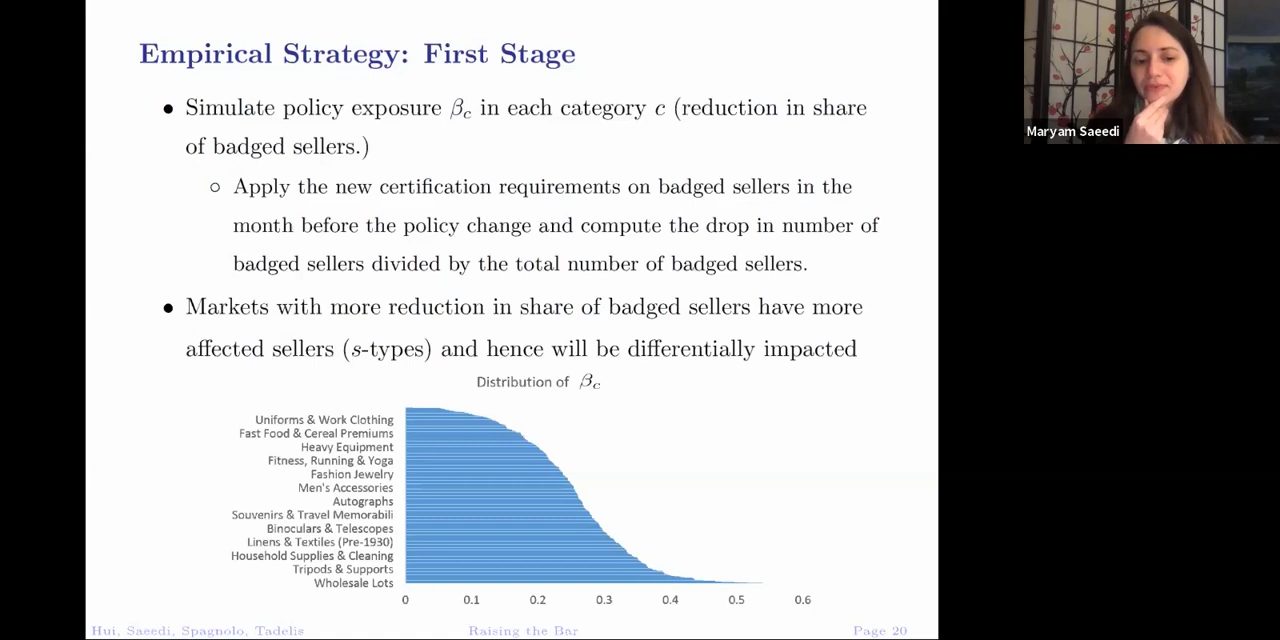 Empirical Strategy: First Stage
• Simulate policy exposure βc in each category c (reduction in share
of badged sellers.)
○ Apply the new certification requirements on badged sellers in the
month before the policy change and compute the drop in number of
badged sellers divided by the total number of badged sellers.
• Markets with more reduction in share of badged sellers have more
affected sellers (s-types) and hence will be differentially impacted
Distribution of βc
Uniforms & Work Clothing
Fast Food & Cereal Premiums
Heavy Equipment
Fitness, Running & Yoga
Fashion Jewelry
Men's Accessories
Autographs
Souvenirs & Travel Memorabili
Binoculars & Telescopes
Linens & Textiles (Pre-1930)
Household Supplies & Cleaning
Tripods & Supports
Wholesale Lots
0 0.1 0.2 0.3 0.4 0.5 0.6
Hui, Saeedi, Spagnolo, Tadelis Raising the Bar Page 20
Maryam Saeedi